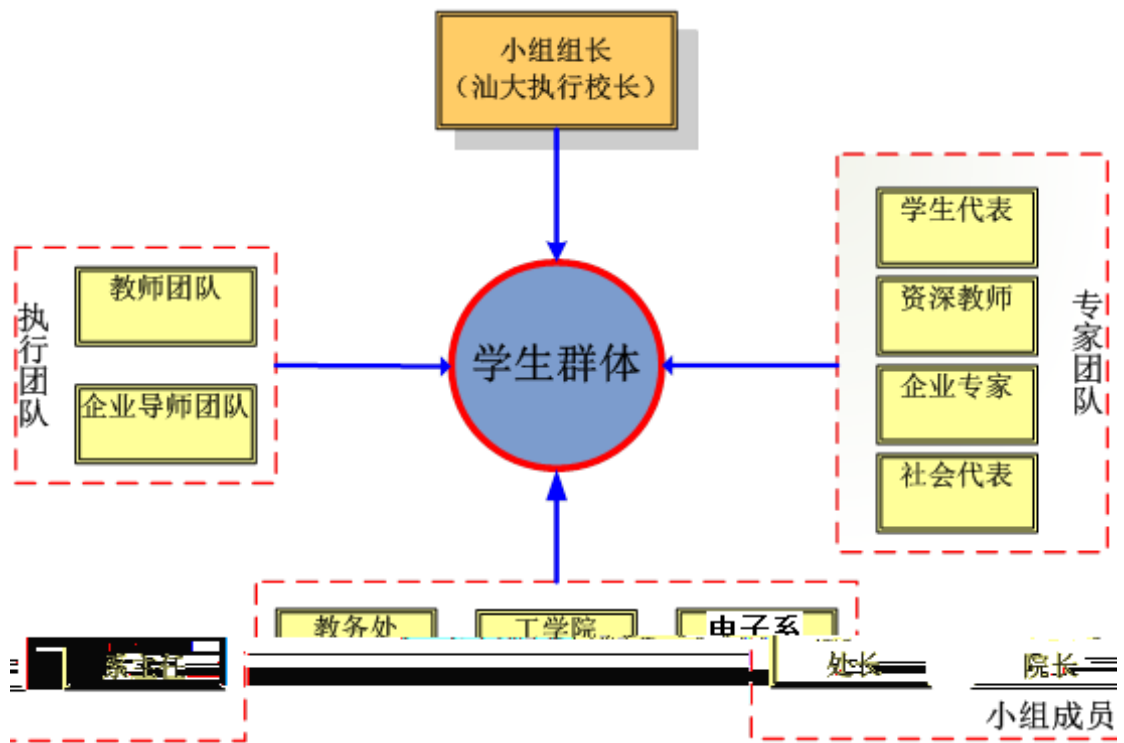 小组组长
（汕大执行校长）
执行团队
教师团队
企业导师团队
学生群体
学生代表
资深教师
企业专家
社会代表
专家团队
教务处
工学院
电子系
系主任
处长
院长
小组成员